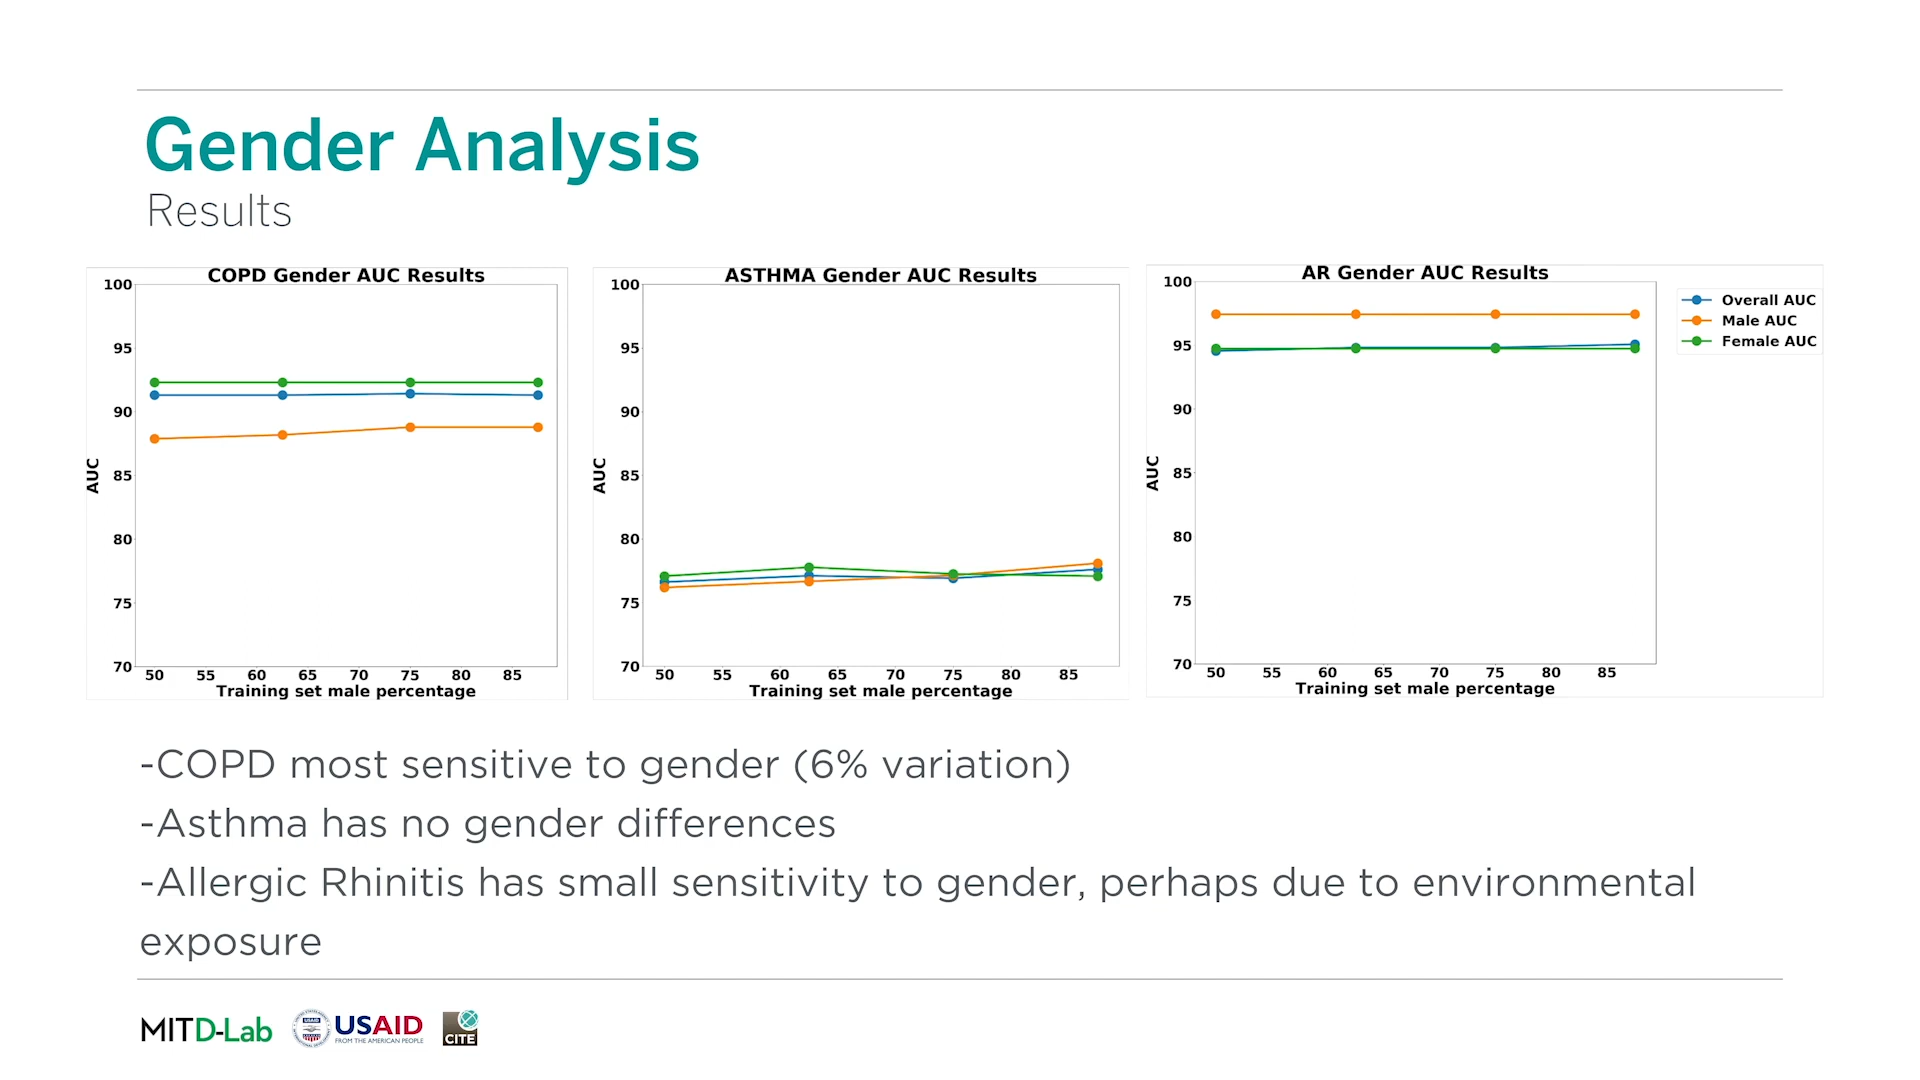 Gender Analysis
Results
COPD Gender AUC Results
100
95
90
85
80
75
70
AUC
50 55 60 65 70 75 80 85
Training set male percentage
ASTHMA Gender AUC Results
100
95
90
85
80
75
70
AUC
50 55 60 65 70 75 80 85
Training set male percentage
AR Gender AUC Results
100
95
90
85
80
75
70
AUC
50 55 60 65 70 75 80 85
Training set male percentage
Overall AUC
Male AUC
Female AUC
-COPD most sensitive to gender (6% variation)
-Asthma has no gender differences
-Allergic Rhinitis has small sensitivity to gender, perhaps due to environmental
exposure
MIT D-Lab
USAID
USAID
FROM THE AMERICAN PEOPLE
CITE